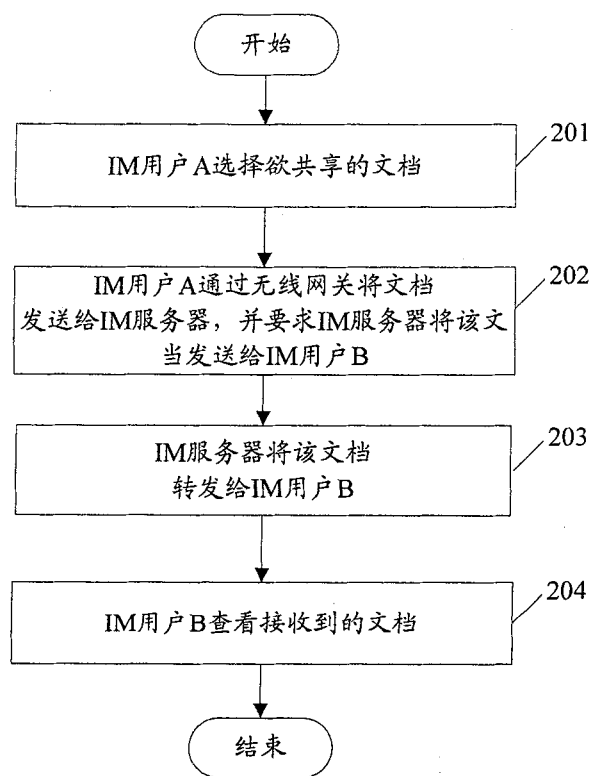 开始
IM用户A选择欲共享的文档
201
IM用户A通过无线网关将文档
发送给IM服务器，并要求IM服务器将该文
当发送给IM用户B
202
IM服务器将该文档
转发给IM用户B
203
IM用户B查看接收到的文档
204
结束